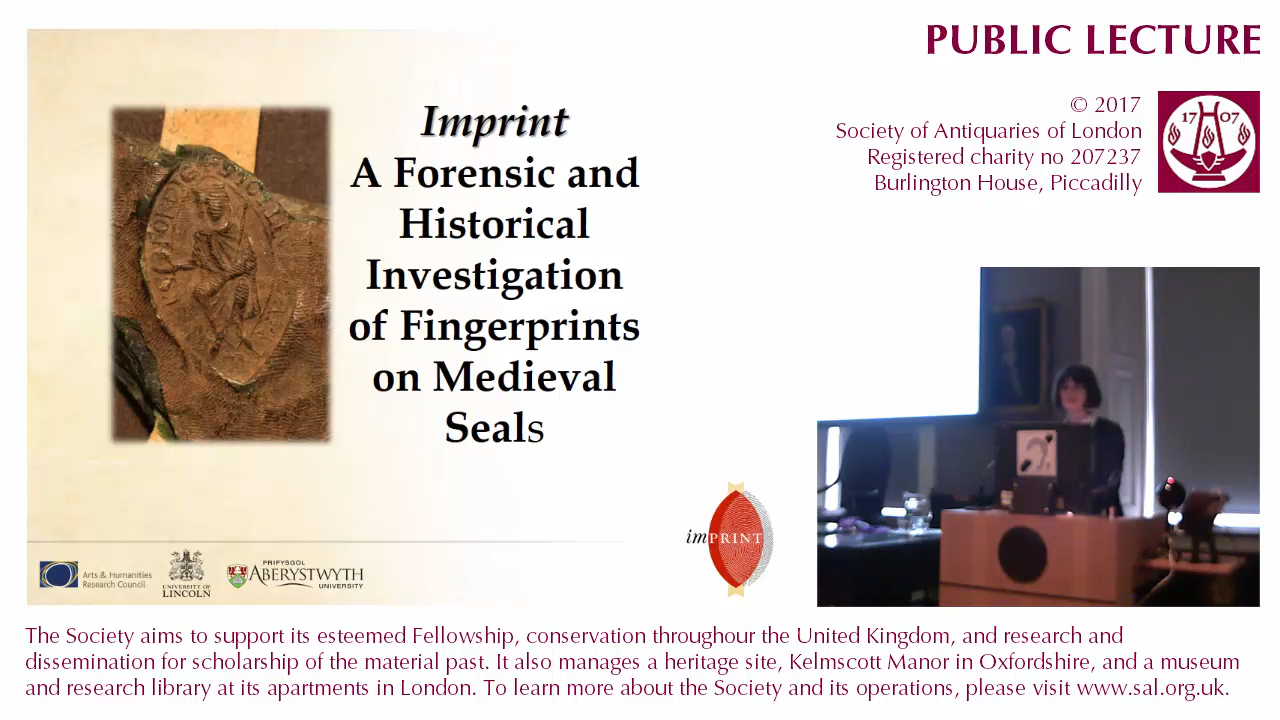 PUBLIC LECTURE
© 2017
Society of Antiquaries of London
Registered charity no 207237
Burlington House, Piccadilly
17 07
Imprint
A Forensic and
Historical
Investigation
of Fingerprints
on Medieval
Seals
imPRINT
Arts & Humanities
Research Council
UNIVERSITY OF
LINCOLN
PRIFYSGOL
ABERYSTWYTH
UNIVERSITY
The Society aims to support its esteemed Fellowship, conservation throughour the United Kingdom, and research and
dissemination for scholarship of the material past. It also manages a heritage site, Kelmscott Manor in Oxfordshire, and a museum
and research library at its apartments in London. To learn more about the Society and its operations, please visit www.sal.org.uk.